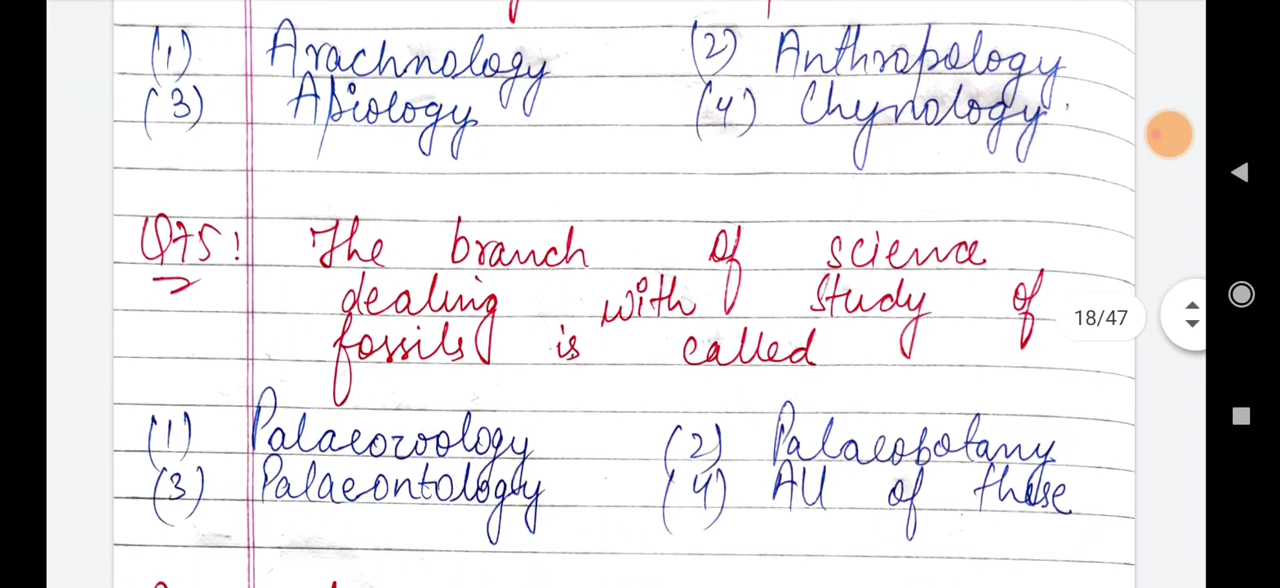 (1) Arachnology (2) Anthropology
(3) Apiology (4) Chynology
Q75! The branch of science
dealing with study of
18/47
fossils is called
(1) Palaeozoology (2) Palaeobotany
(3) Palaeontology (4) All of these